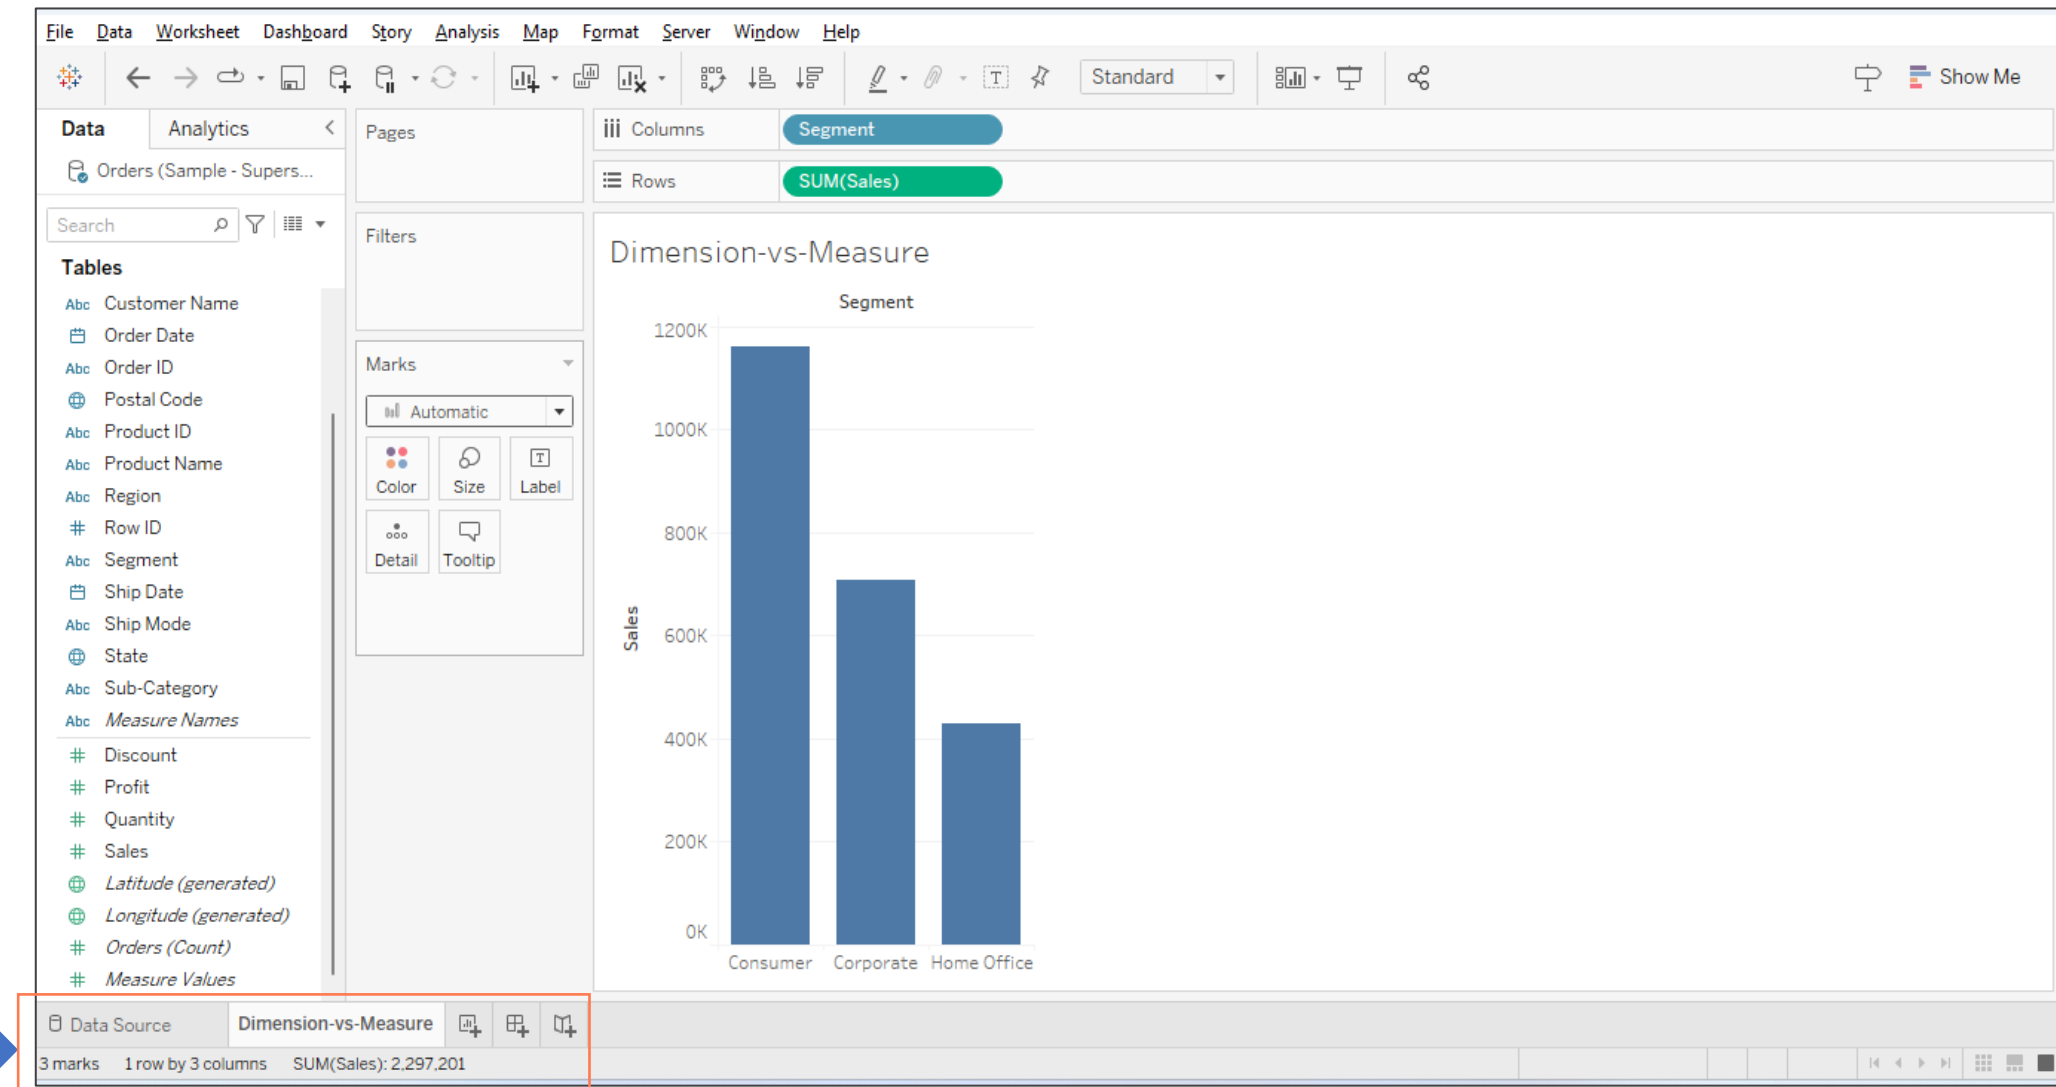 File Data Worksheet Dashboard Story Analysis Map Format Server Window Help
Standard
Show Me
Data Analytics
Orders (Sample - Supers...
Search
Tables
Abc Customer Name
Order Date
Abc Order ID
Postal Code
Abc Product ID
Abc Product Name
Abc Region
# Row ID
Abc Segment
Ship Date
Abc Ship Mode
State
Abc Sub-Category
Abc Measure Names
# Discount
# Profit
# Quantity
# Sales
Latitude (generated)
Longitude (generated)
# Orders (Count)
# Measure Values
Pages
Filters
Marks
Automatic
Color Size Label
Detail Tooltip
Columns Segment
Rows SUM(Sales)
Dimension-vs-Measure
Segment
Sales
1200K
1000K
800K
600K
400K
200K
0K
Consumer Corporate Home Office
Data Source Dimension-vs-Measure
3 marks 1 row by 3 columns SUM(Sales): 2,297,201